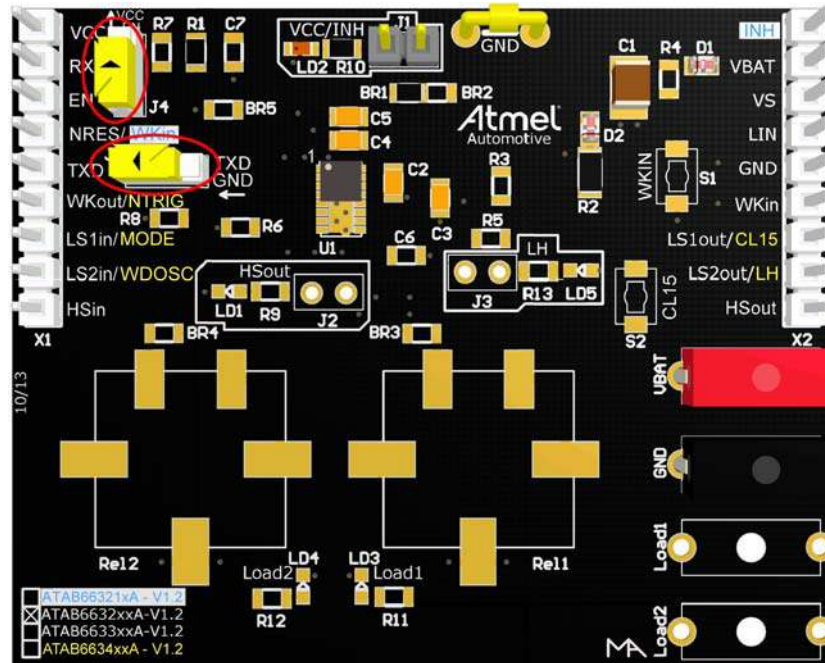 VCC
R7
R1
C7
VCC/INH
LD2
R10
J1
GND
C1
R4
D1
INH
VCC
RX
EN
J4
BR5
BR1
BR2
C5
C4
Atmel
Automotive
D2
VBAT
VS
LIN
NRES/WKin
TXD
TXD
GND
1
U1
C2
C3
R3
R2
WKIN
S1
GND
WKin
WKout/NTRIG
R8
R6
R5
C6
LS1in/MODE
LS1out/CL15
LS2in/WDOSC
LS2out/LH
HSin
HSout
HSout
LD1
R9
J2
LH
J3
R13
LD5
CL15
S2
X1
X2
BR4
BR3
10/13
VBAT
GND
Load1
Load2
Rel2
Rel1
Load2
LD4
LD3
Load1
R12
R11
ATAB66321xA - V1.2
ATAB6632xxA-V1.2
ATAB6633xxA-V1.2
ATAB6634xxA - V1.2
MA